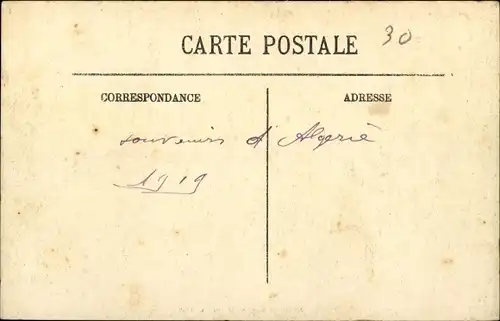 CARTE POSTALE 30
CORRESPONDANCE
ADRESSE
souvenirs d'Algérie
1919